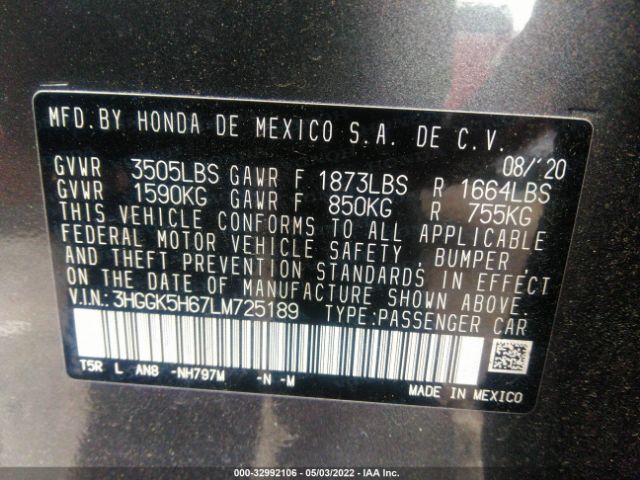 MFD. BY HONDA DE MEXICO S.A. DE C.V.
08/'20
GVWR 3505LBS GAWR F 1873LBS R 1664LBS
GVWR 1590KG GAWR F 850KG R 755KG
THIS VEHICLE CONFORMS TO ALL APPLICABLE
FEDERAL MOTOR VEHICLE SAFETY, BUMPER,
AND THEFT PREVENTION STANDARDS IN EFFECT
ON THE DATE OF MANUFACTURE SHOWN ABOVE.
V.I.N.: 3HGGK5H67LM725189 TYPE:PASSENGER CAR
T5R L AN8 -NH797M -N -M
MADE IN MEXICO
000-32992106 - 05/03/2022 - IAA Inc.